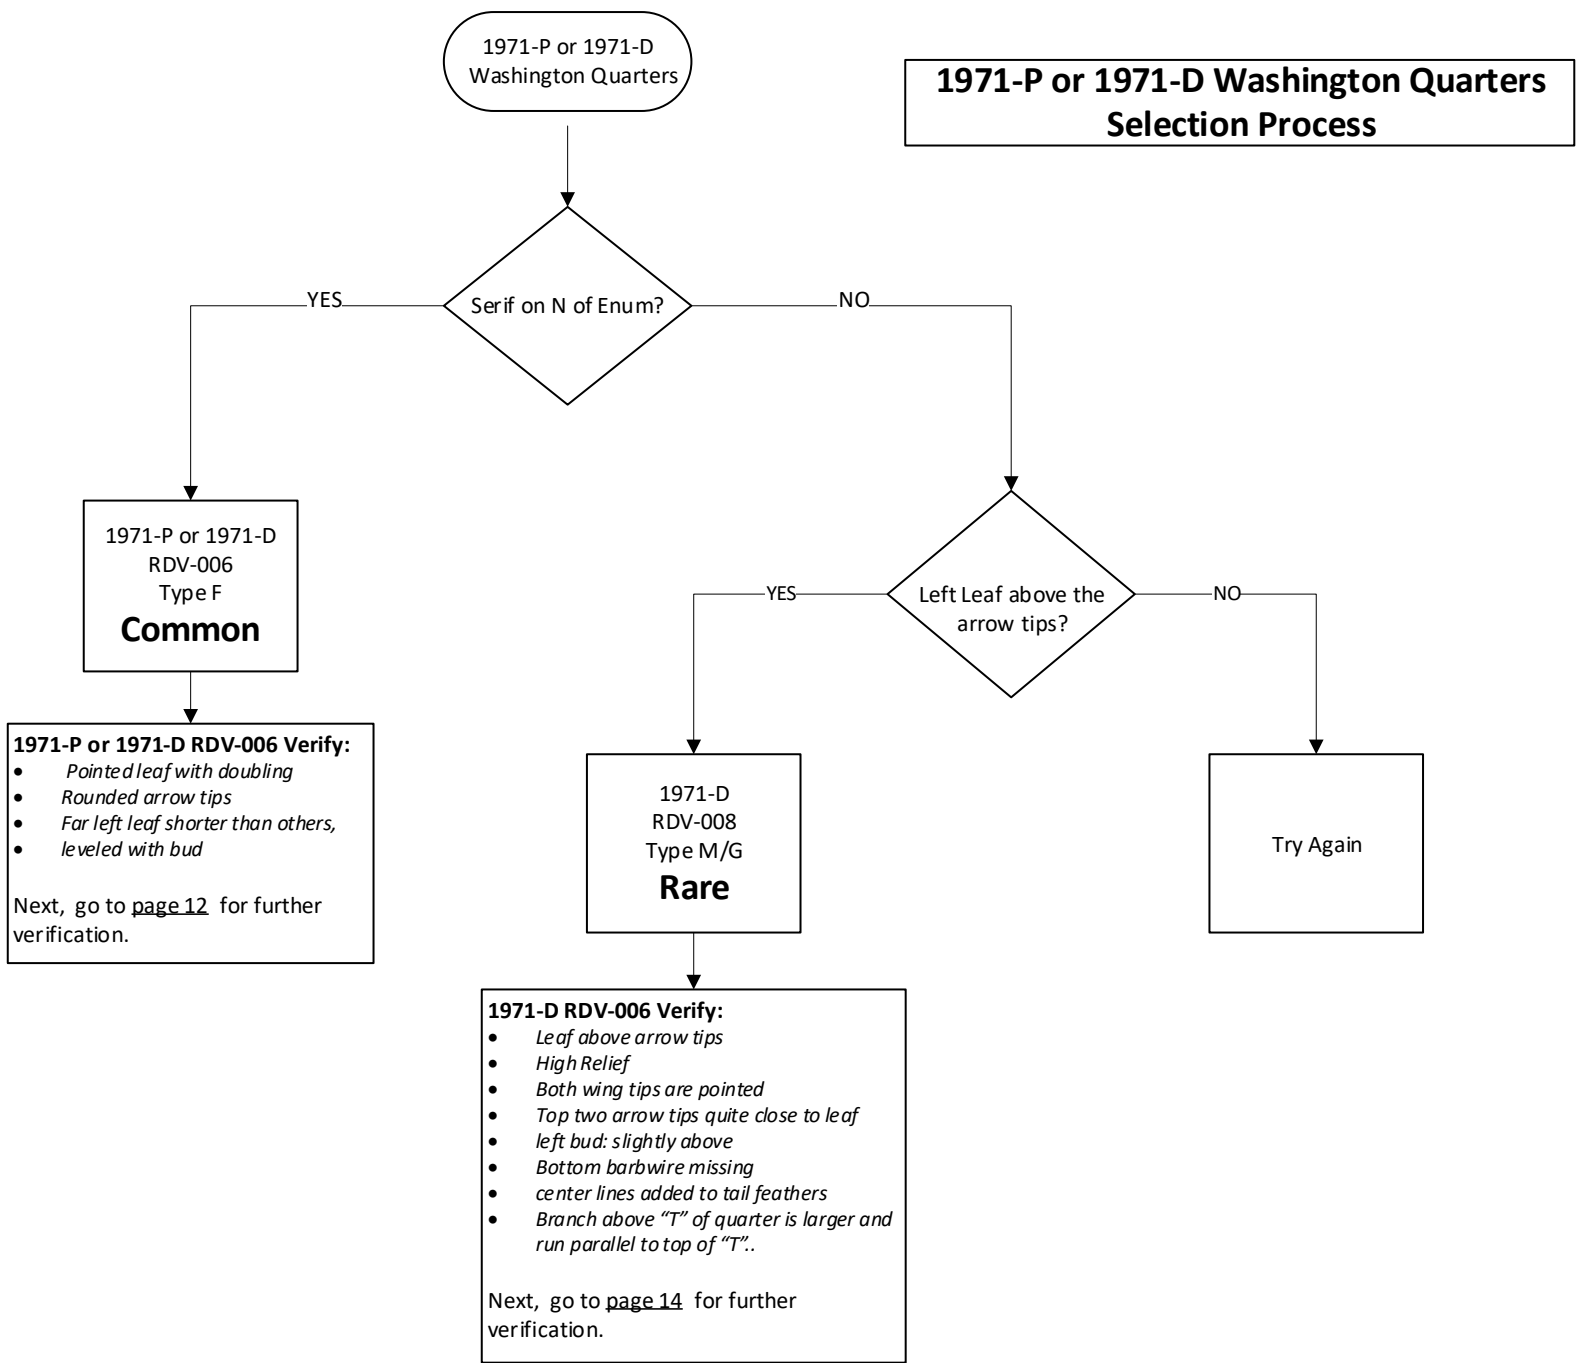 1971-P or 1971-D
Washington Quarters
1971-P or 1971-D Washington Quarters
Selection Process
Serif on N of Enum?
YES
NO
1971-P or 1971-D
RDV-006
Type F
Common
Left Leaf above the
arrow tips?
YES
NO
1971-P or 1971-D RDV-006 Verify:
• Pointed leaf with doubling
• Rounded arrow tips
• Far left leaf shorter than others,
• leveled with bud
Next, go to page 12 for further
verification.
1971-D
RDV-008
Type M/G
Rare
Try Again
1971-D RDV-006 Verify:
• Leaf above arrow tips
• High Relief
• Both wing tips are pointed
• Top two arrow tips quite close to leaf
• left bud: slightly above
• Bottom barbwire missing
• center lines added to tail feathers
• Branch above “T” of quarter is larger and
run parallel to top of “T”..
Next, go to page 14 for further
verification.